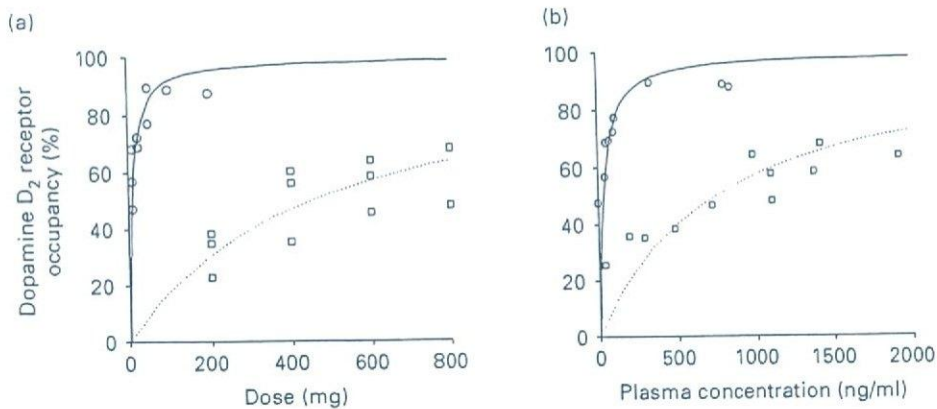 (a)
Dopamine D₂ receptor
occupancy (%)
100
80
60
40
20
0
0 200 400 600 800
Dose (mg)
(b)
100
80
60
40
20
0
0 500 1000 1500 2000
Plasma concentration (ng/ml)